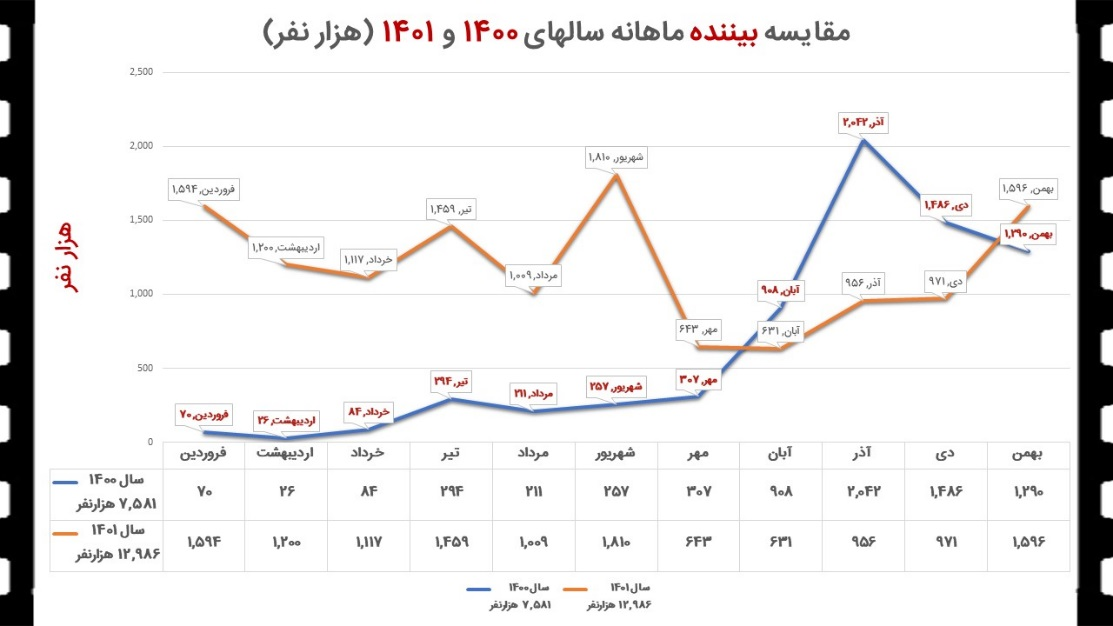 مقایسه بیننده ماهانه سالهای ۱۴۰۰ و ۱۴۰۱ (هزار نفر)
هزار نفر
2,500
2,000
1,500
1,000
500
0
فروردین, ۱,۵۹۴
اردیبهشت, ۱,۲۰۰
خرداد, ۱,۱۱۷
تیر, ۱,۴۵۹
مرداد, ۱,۰۰۹
شهریور, ۱,۸۱۰
مهر, ۶۴۳
آبان, ۶۳۱
آذر, ۹۵۶
دی, ۹۷۱
بهمن, ۱,۵۹۶
فروردین, ۷۰
اردیبهشت, ۲۶
خرداد, ۸۴
تیر, ۲۹۴
مرداد, ۲۱۱
شهریور, ۲۵۷
مهر, ۳۰۷
آبان, ۹۰۸
آذر, ۲,۰۴۲
دی, ۱,۴۸۶
بهمن, ۱,۲۹۰
فروردین اردیبهشت خرداد تیر مرداد شهریور مهر آبان آذر دی بهمن
سال ۱۴۰۰
۷,۵۸۱ هزارنفر
۷۰ ۲۶ ۸۴ ۲۹۴ ۲۱۱ ۲۵۷ ۳۰۷ ۹۰۸ ۲,۰۴۲ ۱,۴۸۶ ۱,۲۹۰
سال ۱۴۰۱
۱۲,۹۸۶ هزارنفر
۱,۵۹۴ ۱,۲۰۰ ۱,۱۱۷ ۱,۴۵۹ ۱,۰۰۹ ۱,۸۱۰ ۶۴۳ ۶۳۱ ۹۵۶ ۹۷۱ ۱,۵۹۶
سال ۱۴۰۰
۷,۵۸۱ هزارنفر
سال ۱۴۰۱
۱۲,۹۸۶ هزارنفر